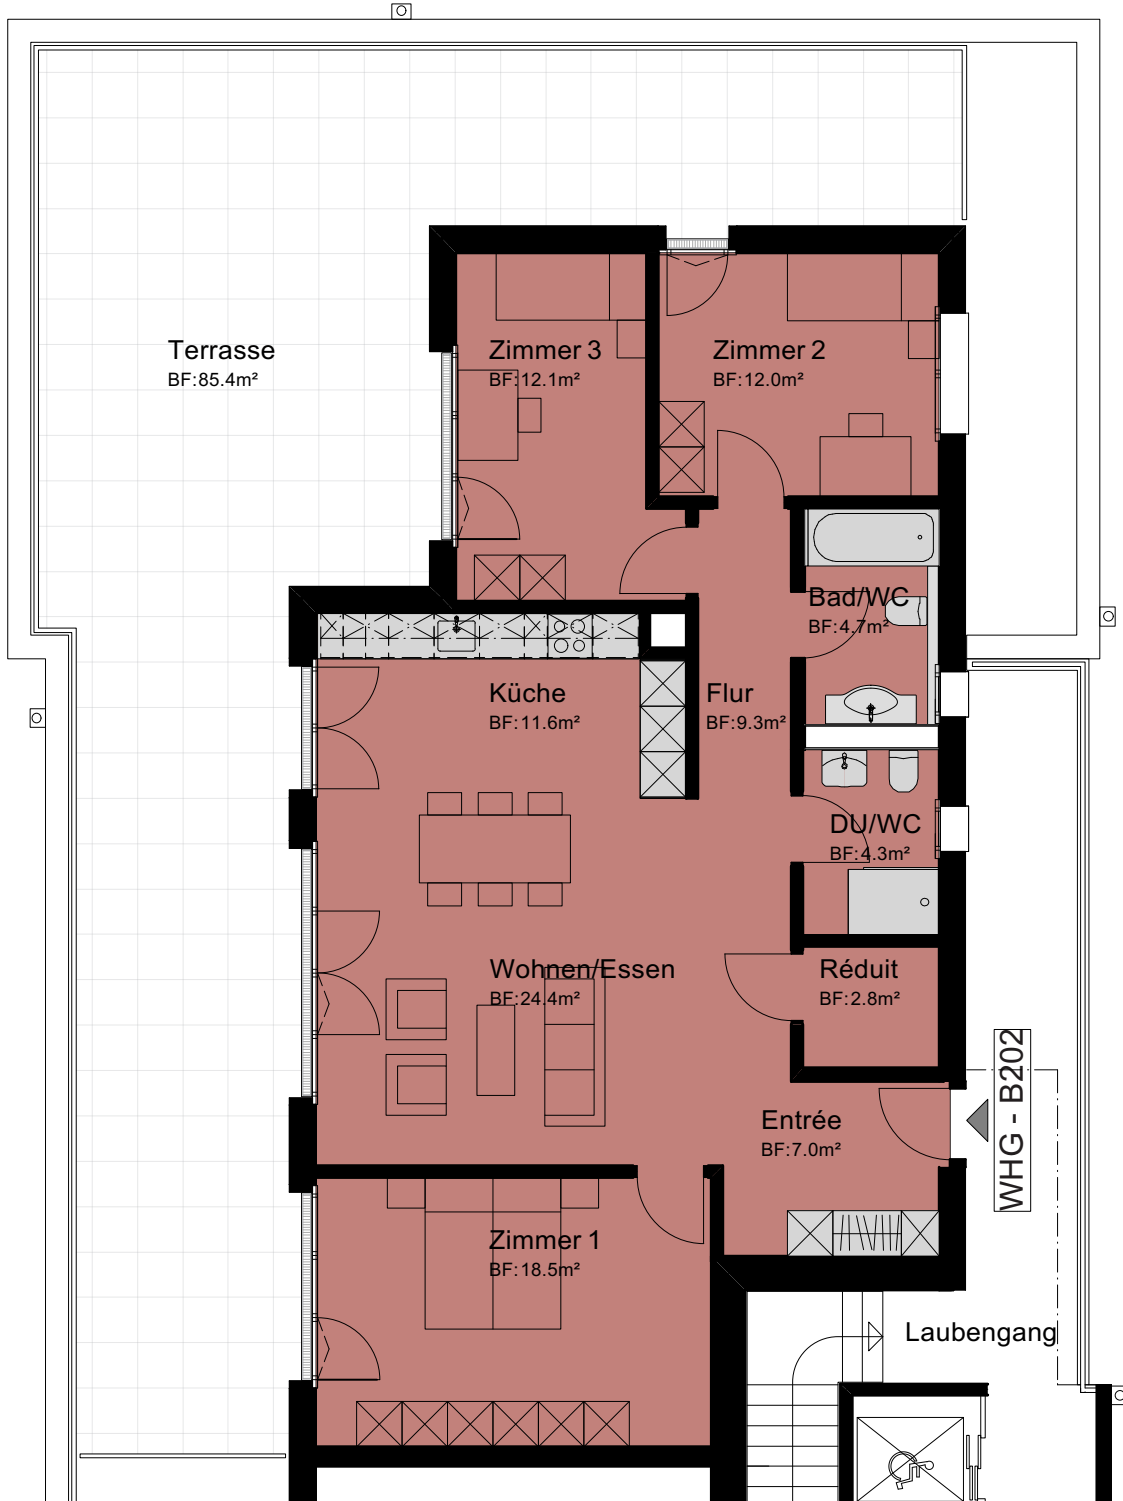 Terrasse
BF:85.4m²
Zimmer 3
BF:12.1m²
Zimmer 2
BF:12.0m²
Bad/WC
BF:4.7m²
Küche
BF:11.6m²
Flur
BF:9.3m²
DU/WC
BF:4.3m²
Wohnen/Essen
BF:24.4m²
Réduit
BF:2.8m²
WHG - B202
Entrée
BF:7.0m²
Zimmer 1
BF:18.5m²
Laubengang